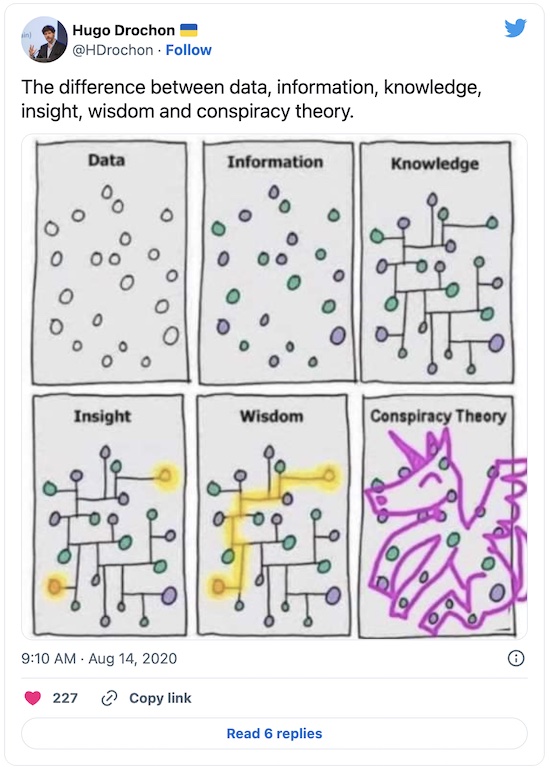 Hugo Drochon 🇺🇦
@HDrochon · Follow
The difference between data, information, knowledge,
insight, wisdom and conspiracy theory.
Data
Information
Knowledge
Insight
Wisdom
Conspiracy Theory
9:10 AM · Aug 14, 2020
227
Copy link
Read 6 replies